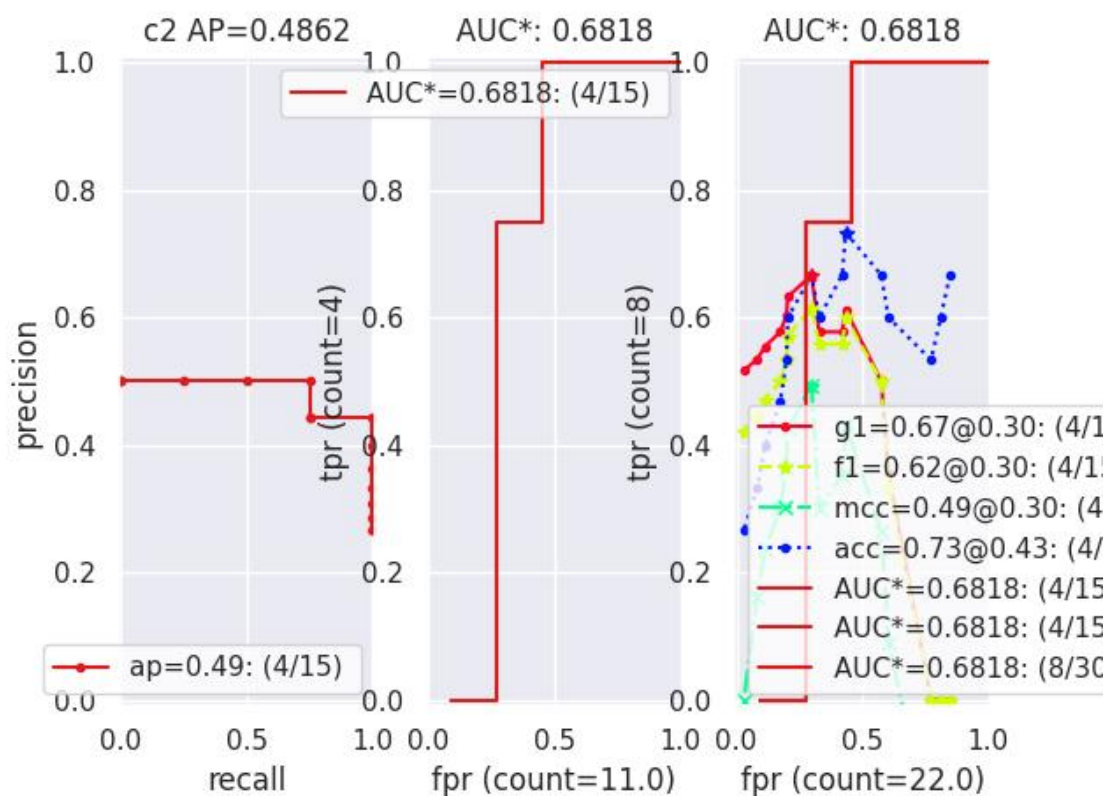 c2 AP=0.4862
precision
1.0
0.8
0.6
0.4
0.2
0.0
ap=0.49: (4/15)
0.0 0.5 1.0
recall
AUC*: 0.6818
tpr (count=4)
1.0
0.8
0.6
0.4
0.2
0.0
AUC*=0.6818: (4/15)
0.0 0.5 1.0
fpr (count=11.0)
AUC*: 0.6818
tpr (count=8)
1.0
0.8
0.6
0.4
0.2
0.0
g1=0.67@0.30: (4/1
f1=0.62@0.30: (4/15
mcc=0.49@0.30: (4
acc=0.73@0.43: (4/
AUC*=0.6818: (4/15
AUC*=0.6818: (4/15
AUC*=0.6818: (8/30
0.0 0.5 1.0
fpr (count=22.0)